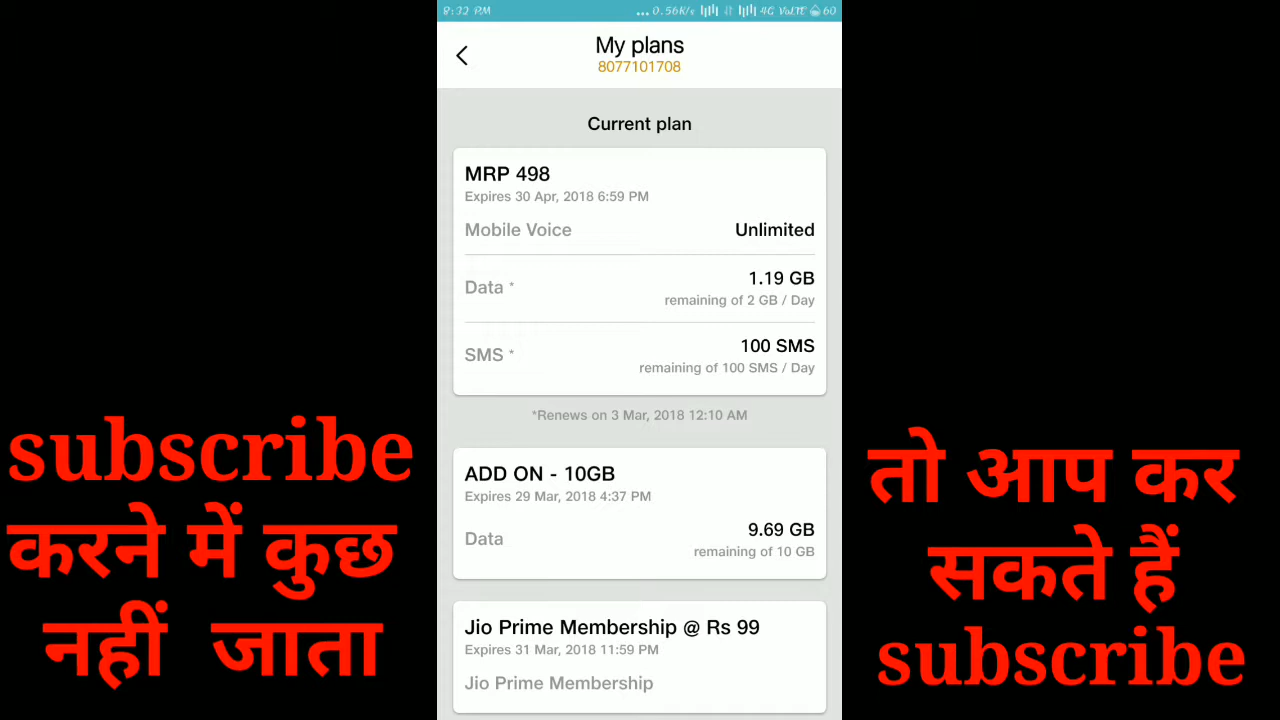 8:32 PM ...0.56K/s 4G VoLTE 60
My plans
8077101708
Current plan
MRP 498
Expires 30 Apr, 2018 6:59 PM
Mobile Voice Unlimited
Data * 1.19 GB
remaining of 2 GB / Day
SMS * 100 SMS
remaining of 100 SMS / Day
*Renews on 3 Mar, 2018 12:10 AM
ADD ON - 10GB
Expires 29 Mar, 2018 4:37 PM
Data 9.69 GB
remaining of 10 GB
Jio Prime Membership @ Rs 99
Expires 31 Mar, 2018 11:59 PM
Jio Prime Membership
subscribe
करने में कुछ
नहीं जाता
तो आप कर
सकते हैं
subscribe